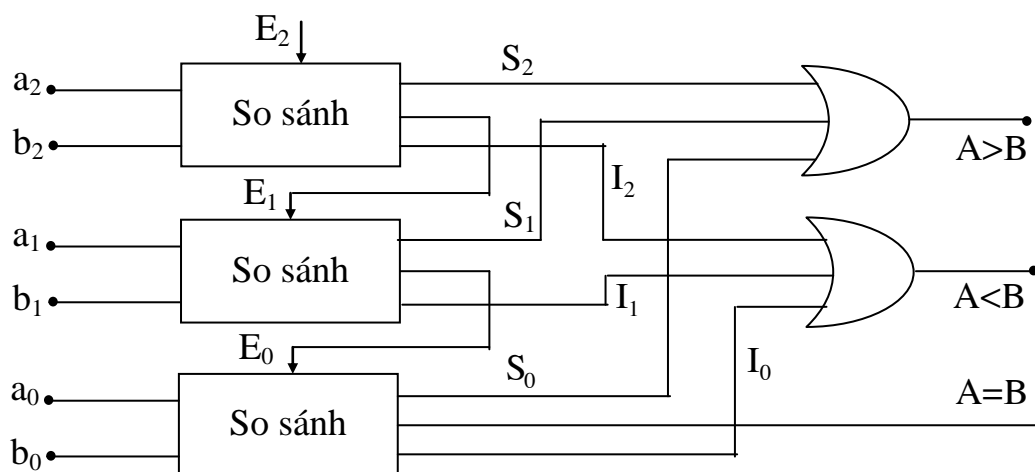 E₂
S₂
a₂
So sánh
b₂
A>B
I₂
E₁
S₁
a₁
So sánh
b₁
I₁
A<B
E₀
S₀
I₀
a₀
A=B
So sánh
b₀